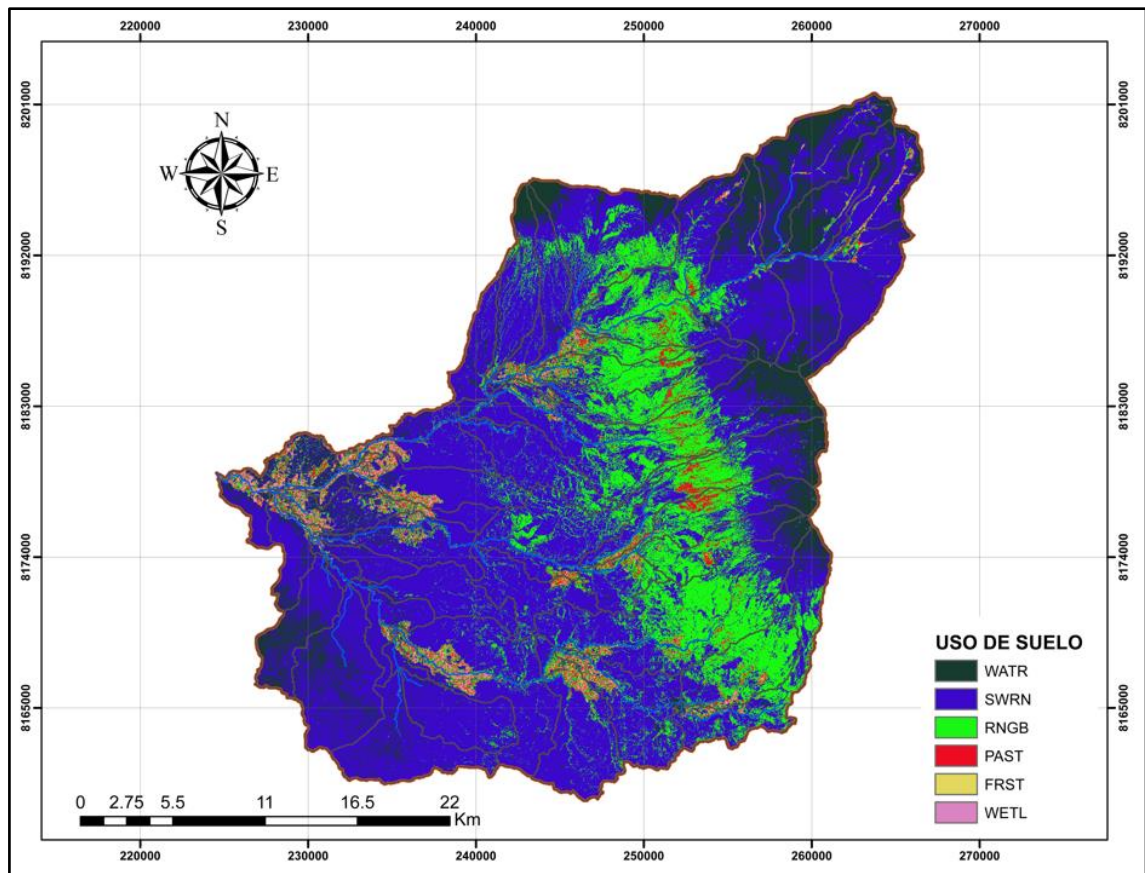 220000 230000 240000 250000 260000 270000
8201000 8201000
N
W E
S
8192000 8192000
8183000 8183000
8174000 8174000
USO DE SUELO
WATR
SWRN
8165000 8165000
RNGB
PAST
FRST
WETL
0 2.75 5.5 11 16.5 22
Km
220000 230000 240000 250000 260000 270000